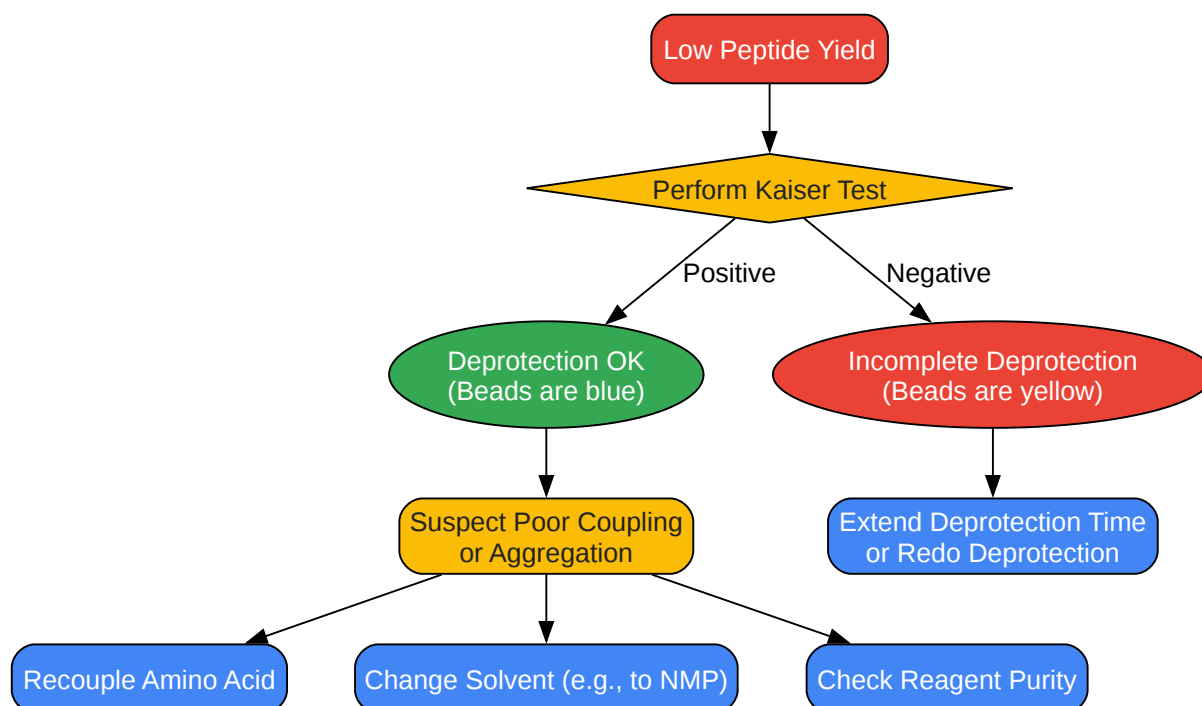 Low Peptide Yield
Perform Kaiser Test
Positive
Negative
Deprotection OK
(Beads are blue)
Incomplete Deprotection
(Beads are yellow)
Suspect Poor Coupling
or Aggregation
Extend Deprotection Time
or Redo Deprotection
Recouple Amino Acid
Change Solvent (e.g., to NMP)
Check Reagent Purity